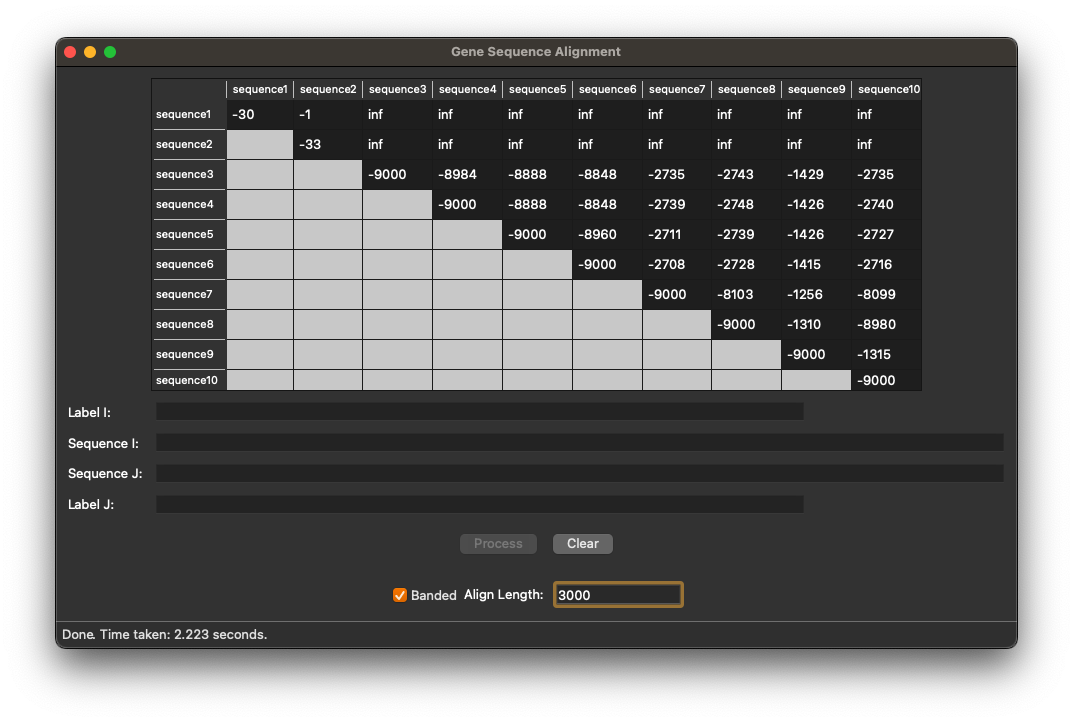 Gene Sequence Alignment
sequence1 sequence2 sequence3 sequence4 sequence5 sequence6 sequence7 sequence8 sequence9 sequence10
sequence1 -30 -1 inf inf inf inf inf inf inf inf
sequence2 -33 inf inf inf inf inf inf inf inf
sequence3 -9000 -8984 -8888 -8848 -2735 -2743 -1429 -2735
sequence4 -9000 -8888 -8848 -2739 -2748 -1426 -2740
sequence5 -9000 -8960 -2711 -2739 -1426 -2727
sequence6 -9000 -2708 -2728 -1415 -2716
sequence7 -9000 -8103 -1256 -8099
sequence8 -9000 -1310 -8980
sequence9 -9000 -1315
sequence10 -9000
Label I:
Sequence I:
Sequence J:
Label J:
Process Clear
Banded Align Length: 3000
Done. Time taken: 2.223 seconds.